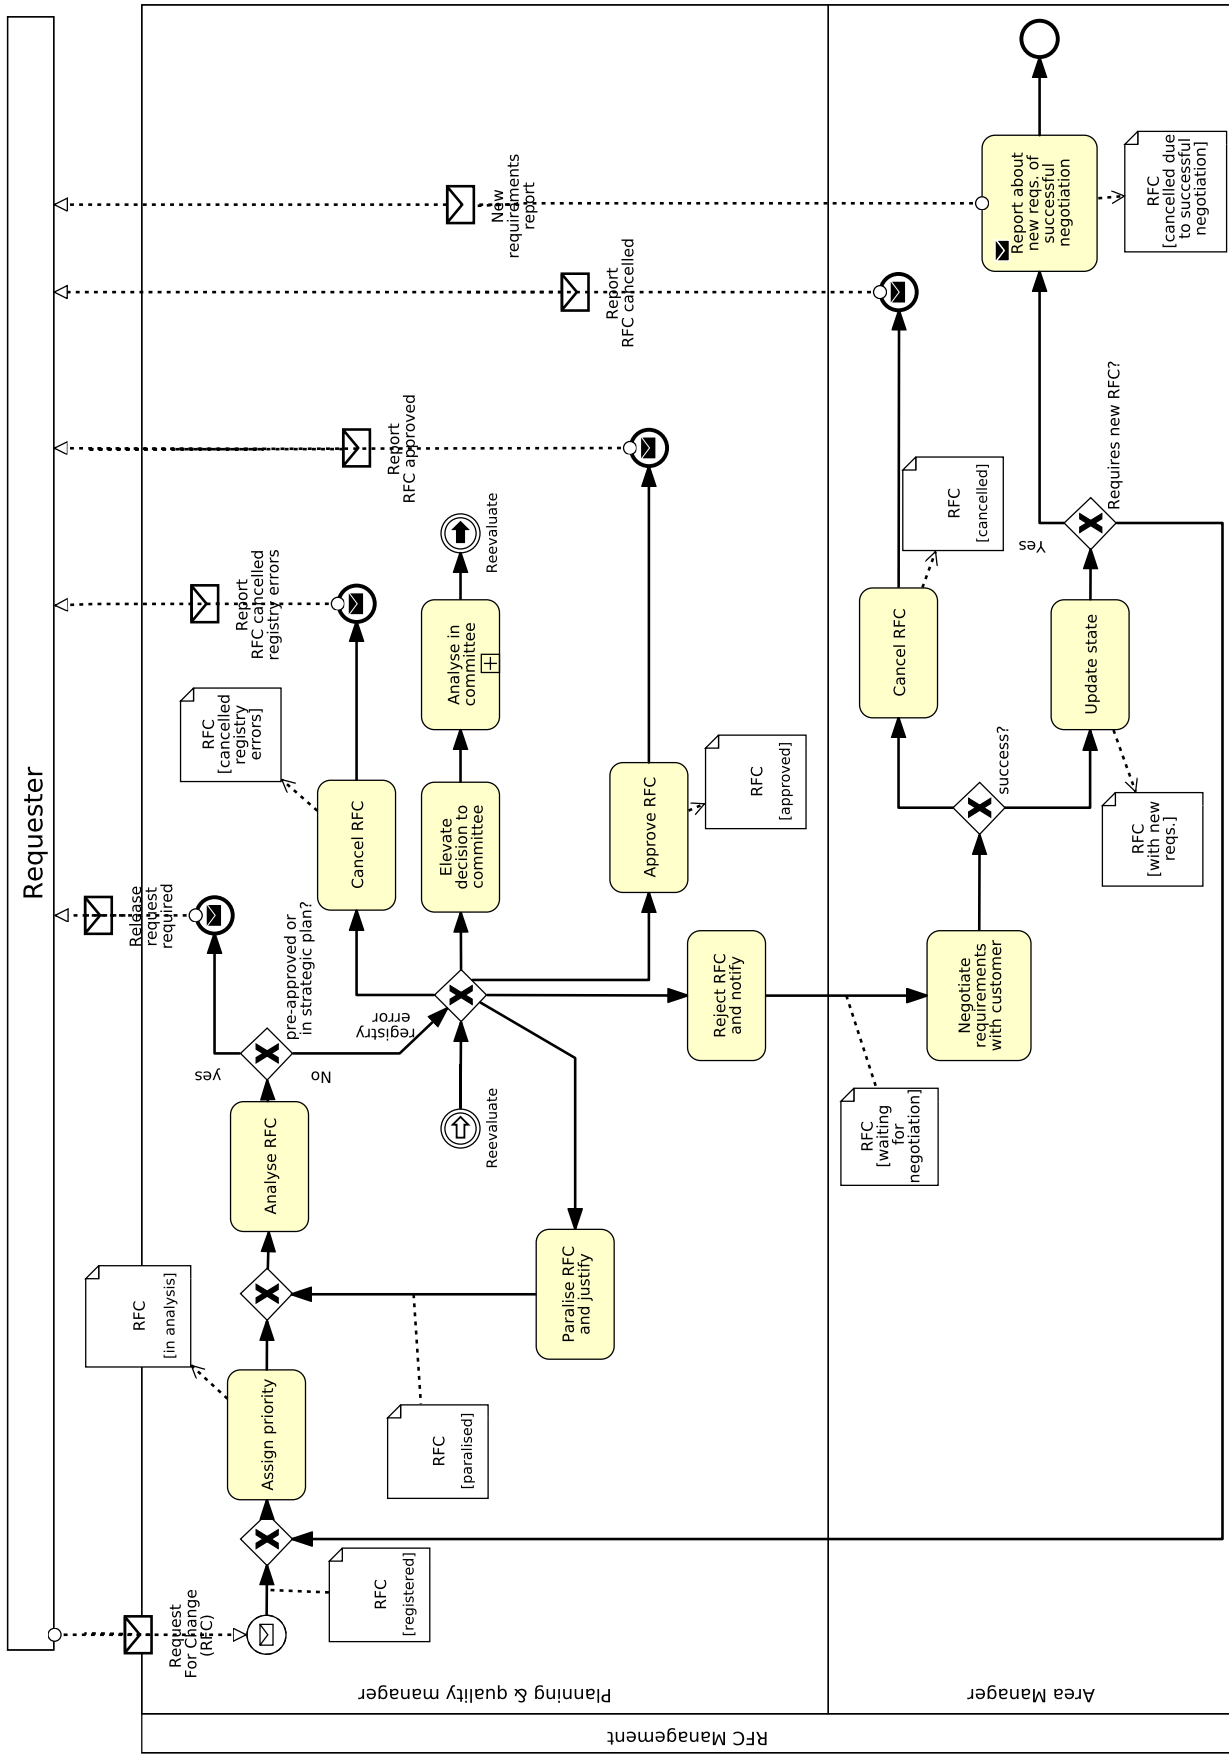 Requester
Release
request
required
Report
RFC cancelled
registry errors
Report
RFC approved
Report
RFC cancelled
New
requirements
report
Request
For Change
(RFC)
RFC
[registered]
Assign priority
RFC
[in analysis]
RFC
[paralised]
Analyse RFC
pre-approved or
in strategic plan?
yes
No
Paralise RFC
and justify
Reevaluate
registry
error
Cancel RFC
RFC
[cancelled
registry
errors]
Elevate
decision to
committee
Analyse in
committee
Reevaluate
Approve RFC
RFC
[approved]
Reject RFC
and notify
RFC
[waiting
for
negotiation]
Negotiate
requirements
with customer
success?
Cancel RFC
RFC
[cancelled]
Update state
RFC
[with new
reqs.]
Requires new RFC?
Yes
Report about
new reqs. of
successful
negotiation
RFC
[cancelled due
to successful
negotiation]
Planning & quality manager
Area Manager
RFC Management